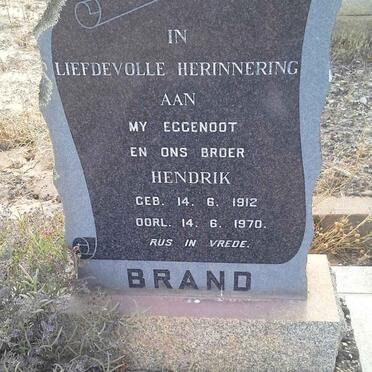 IN
LIEFDEVOLLE HERINNERING
AAN
MY EGGENOOT
EN ONS BROER
HENDRIK
GEB. 14. 6. 1912
OORL. 14. 6. 1970.
RUS IN VREDE.
BRAND